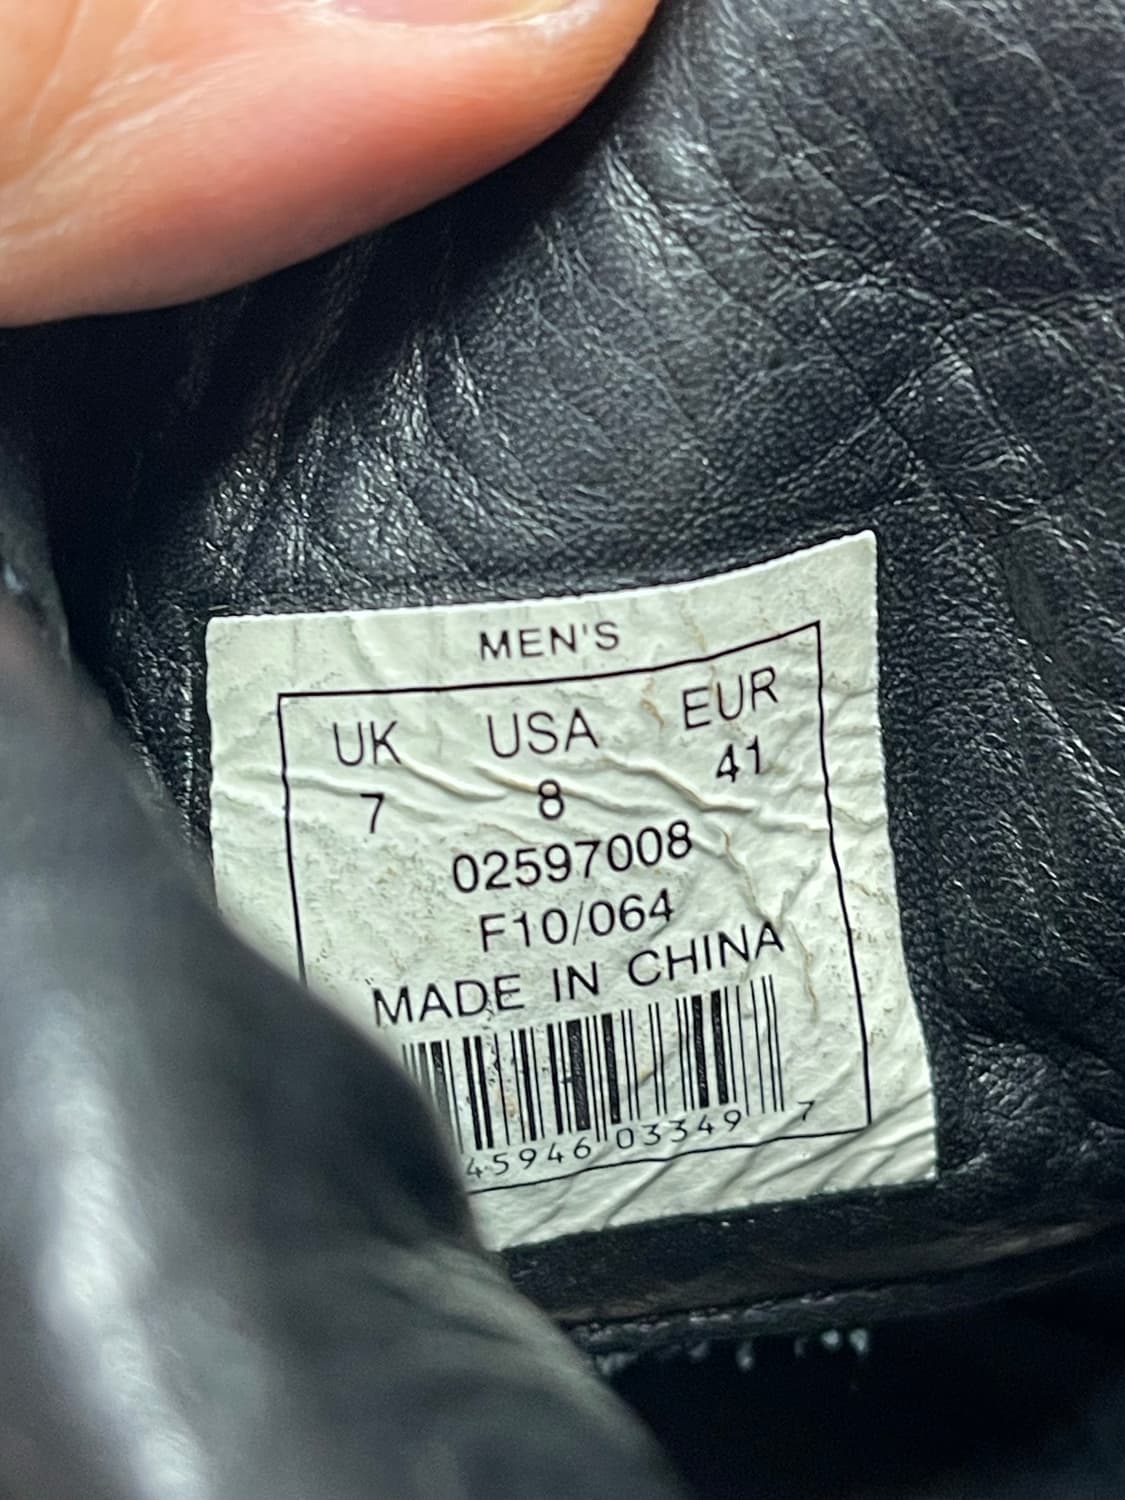 MEN'S
UK USA EUR
7 8 41
02597008
F10/064
MADE IN CHINA
45946 03349 7